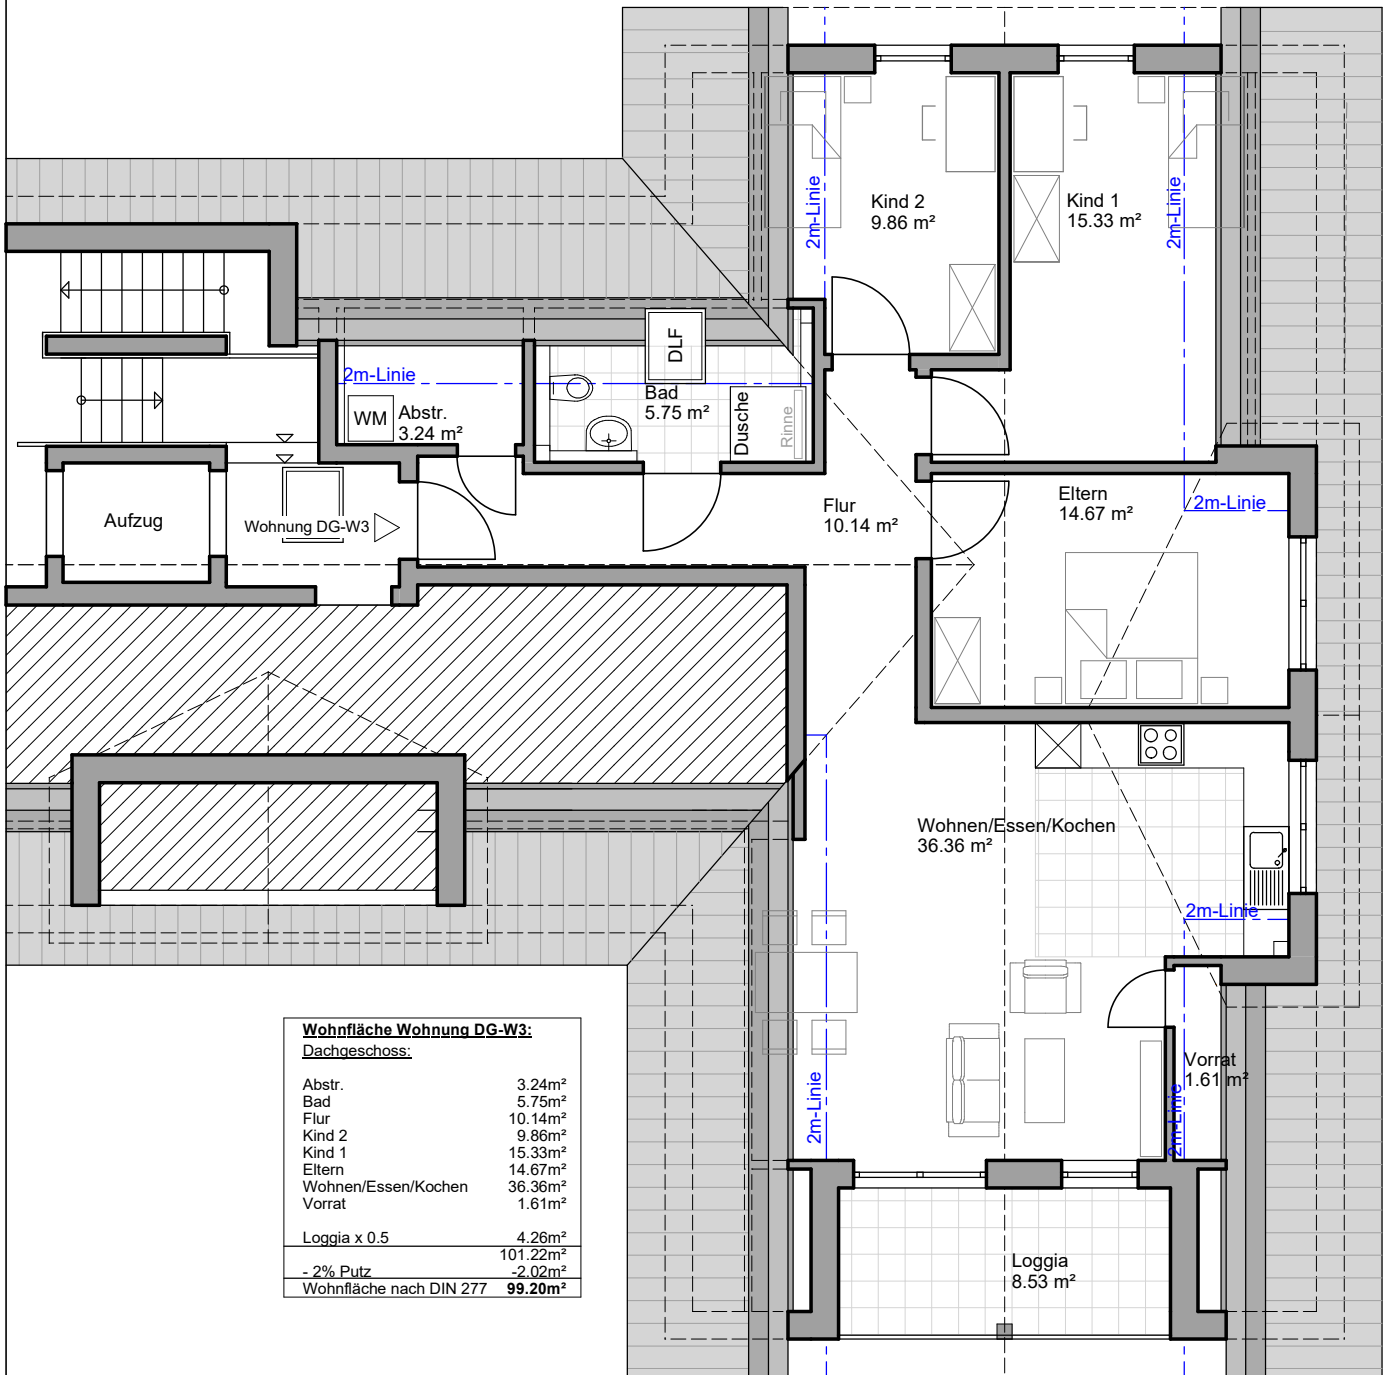 Kind 2
9.86 m²
Kind 1
15.33 m²
2m-Linie
2m-Linie
2m-Linie
DLF
WM
Abstr.
3.24 m²
Bad
5.75 m²
Dusche
Rinne
Aufzug
Wohnung DG-W3
Flur
10.14 m²
Eltern
14.67 m²
2m-Linie
Wohnen/Essen/Kochen
36.36 m²
2m-Linie
2m-Linie
Vorrat
1.61 m²
2m-Linie
Loggia
8.53 m²
Wohnfläche Wohnung DG-W3:
Dachgeschoss:
Abstr. 3.24m²
Bad 5.75m²
Flur 10.14m²
Kind 2 9.86m²
Kind 1 15.33m²
Eltern 14.67m²
Wohnen/Essen/Kochen 36.36m²
Vorrat 1.61m²
Loggia x 0.5 4.26m²
101.22m²
- 2% Putz -2.02m²
Wohnfläche nach DIN 277 99.20m²